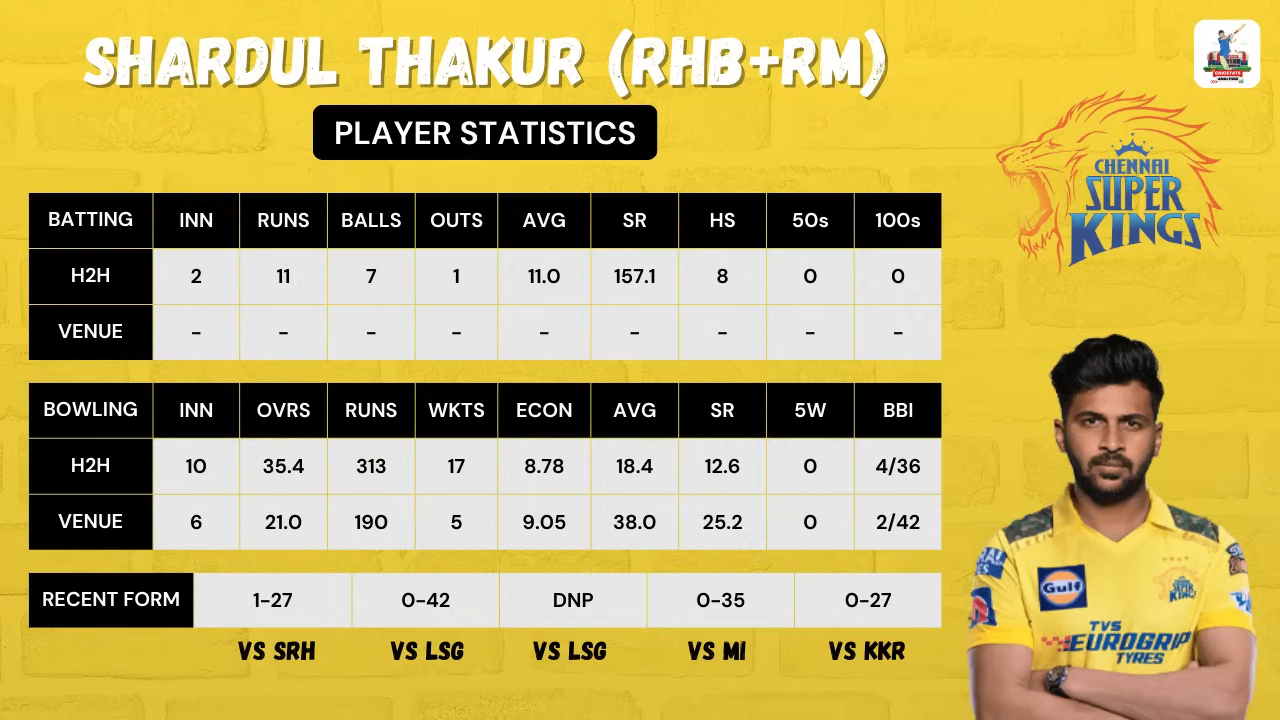 SHARDUL THAKUR (RHB+RM)
PLAYER STATISTICS
CHENNAI
SUPER
KINGS
BATTING INN RUNS BALLS OUTS AVG SR HS 50s 100s
H2H 2 11 7 1 11.0 157.1 8 0 0
VENUE - - - - - - - - -
BOWLING INN OVRS RUNS WKTS ECON AVG SR 5W BBI
H2H 10 35.4 313 17 8.78 18.4 12.6 0 4/36
VENUE 6 21.0 190 5 9.05 38.0 25.2 0 2/42
RECENT FORM 1-27 0-42 DNP 0-35 0-27
VS SRH VS LSG VS LSG VS MI VS KKR
Gulf
KINGS
TVS
EUROGRIP
TYRES